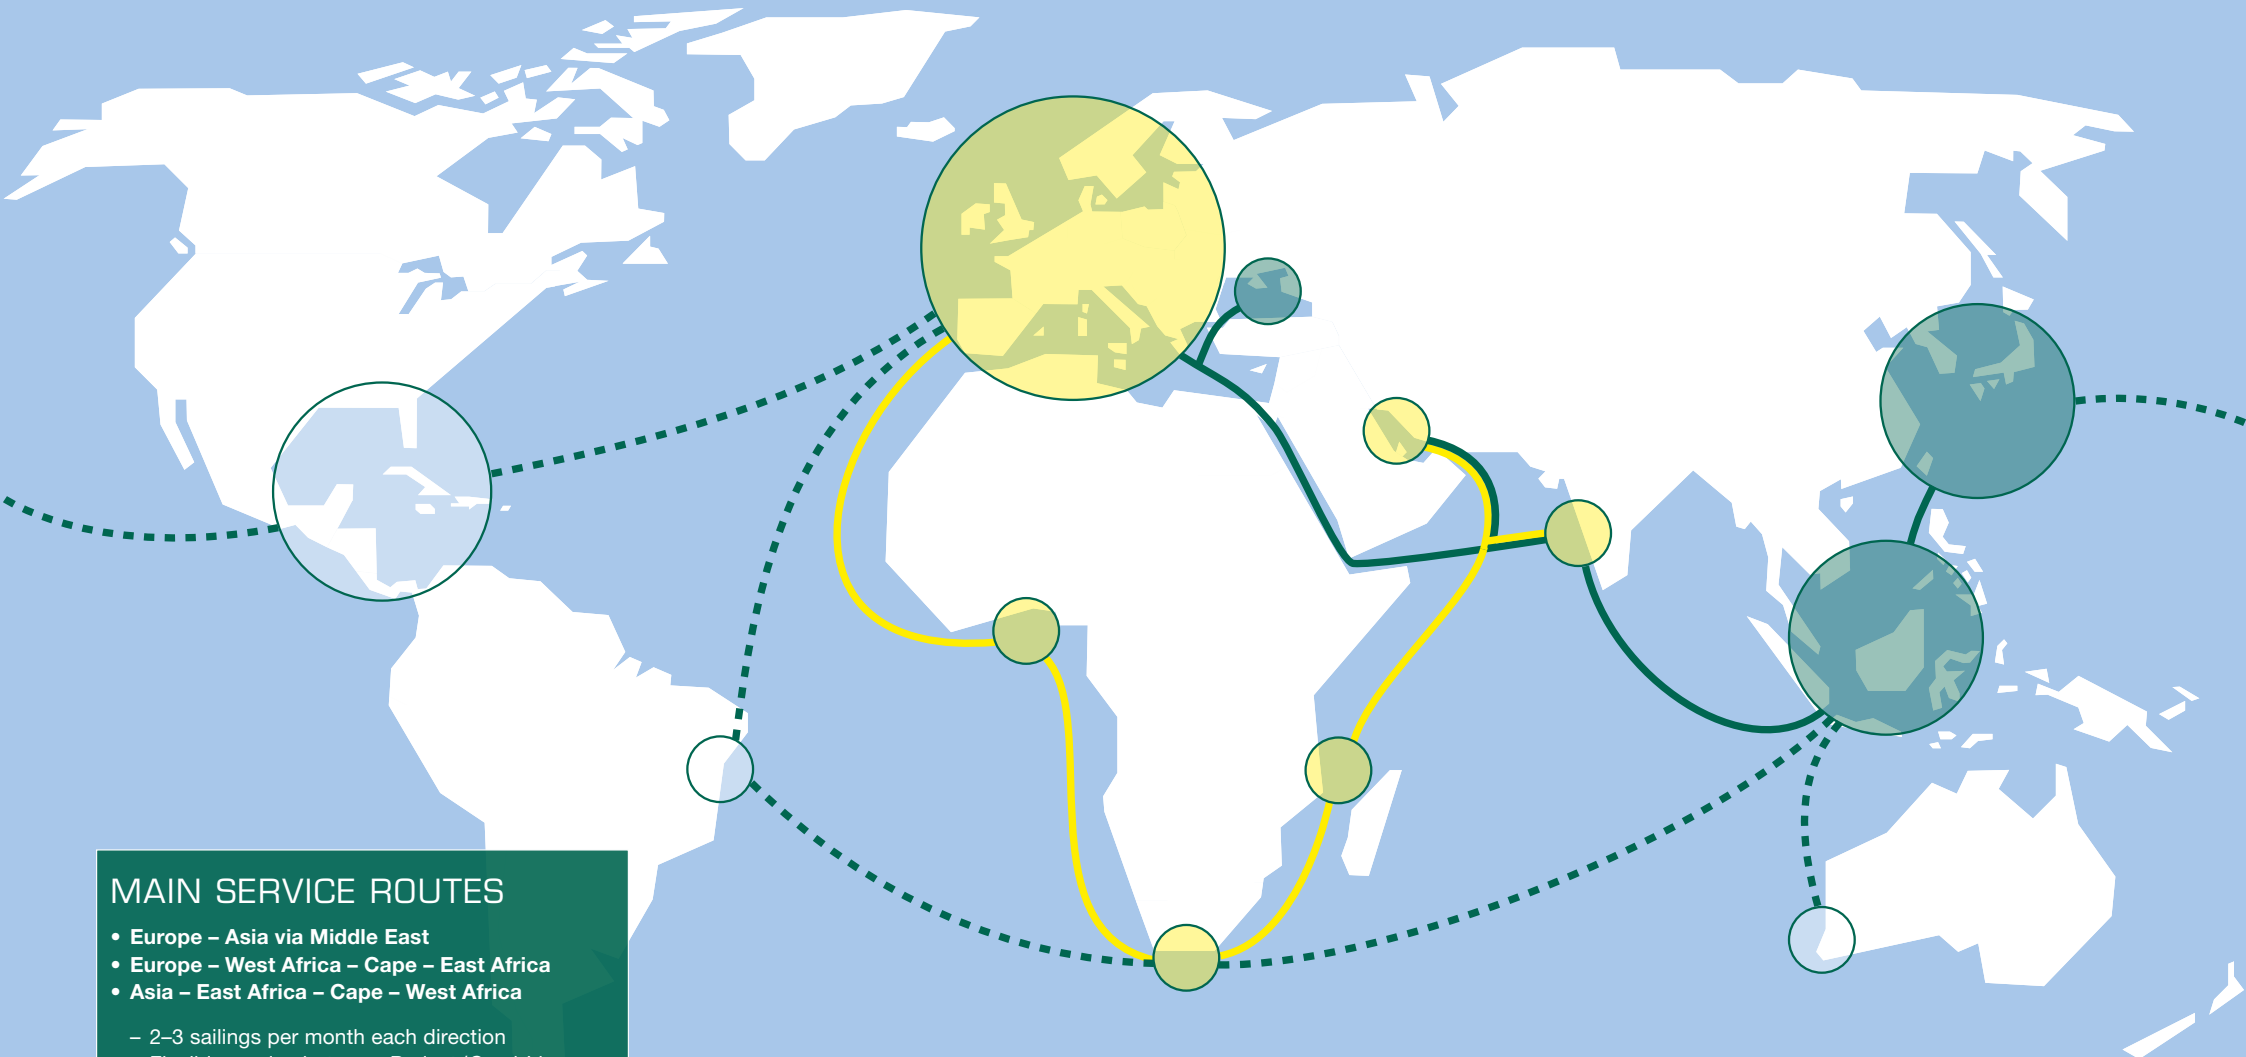 MAIN SERVICE ROUTES
• Europe – Asia via Middle East
• Europe – West Africa – Cape – East Africa
• Asia – East Africa – Cape – West Africa
– 2–3 sailings per month each direction